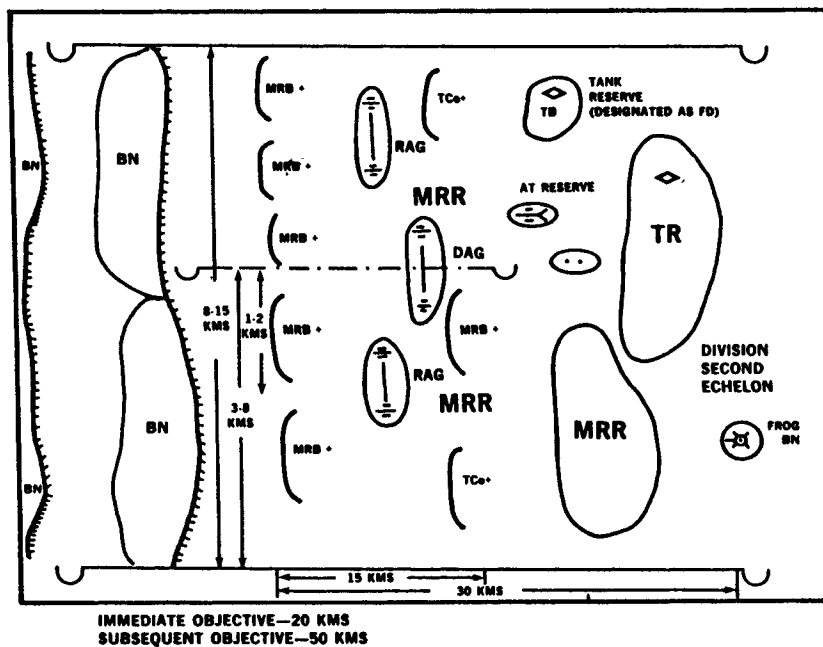 TANK
RESERVE
(DESIGNATED AS FD)
MRB +
TCo+
TB
RAG
BN
BN
MRB +
MRR
AT RESERVE
MRB +
TR
DAG
8-15
KMS
1-2
KMS
MRB +
MRB +
DIVISION
SECOND
ECHELON
RAG
3-8
KMS
MRR
MRR
BN
MRB +
FROG
BN
TCo+
BN
15 KMS
30 KMS
IMMEDIATE OBJECTIVE—20 KMS
SUBSEQUENT OBJECTIVE—50 KMS